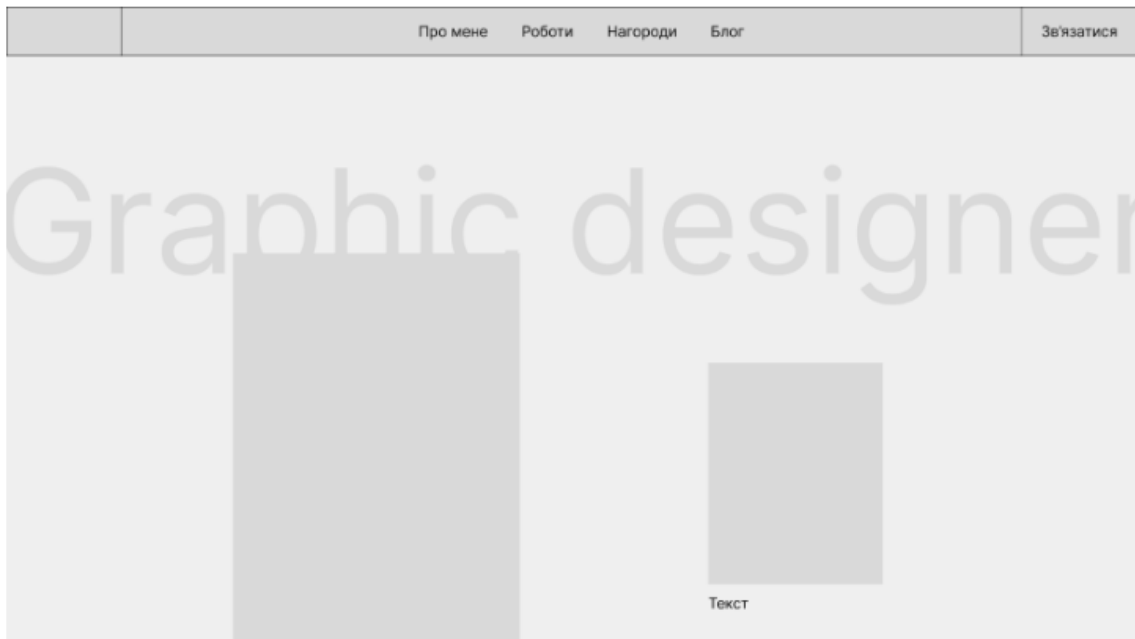 Про мене Роботи Нагороди Блог Зв'язатися
Graphic designer
Текст